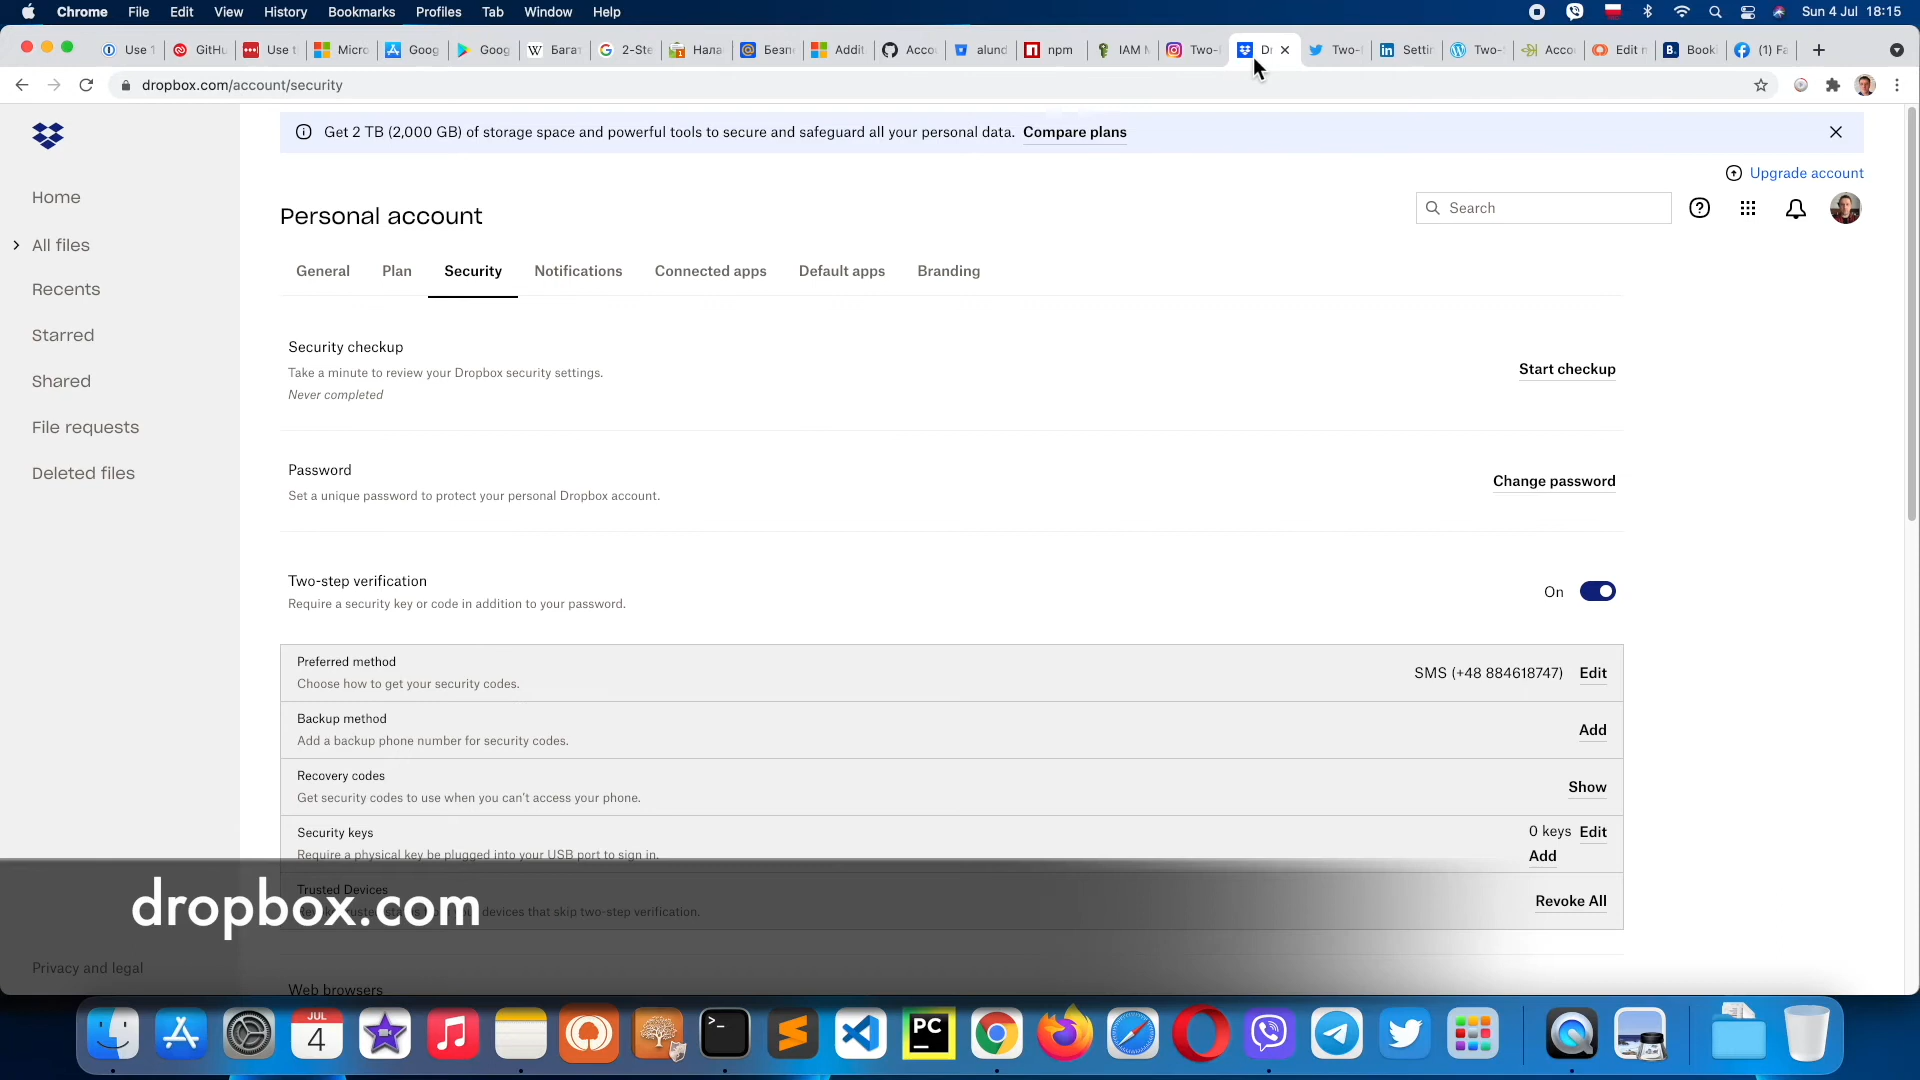 Chrome File Edit View History Bookmarks Profiles Tab Window Help Sun 4 Jul 18:15
Use 1 GitHu Use t Micro Goog Goog Багат 2-Ste Нала Безпе Addit Acco alund npm IAM M Two- Dr Two- Settin Two- Acco Edit m Booki (1) Fa
dropbox.com/account/security
Get 2 TB (2,000 GB) of storage space and powerful tools to secure and safeguard all your personal data. Compare plans
Upgrade account
Home
Personal account
Search
All files
General Plan Security Notifications Connected apps Default apps Branding
Recents
Starred
Security checkup
Take a minute to review your Dropbox security settings.
Start checkup
Shared
Never completed
File requests
Password
Deleted files
Change password
Set a unique password to protect your personal Dropbox account.
Two-step verification
On
Require a security key or code in addition to your password.
Preferred method
SMS (+48 884618747) Edit
Choose how to get your security codes.
Backup method
Add
Add a backup phone number for security codes.
Recovery codes
Show
Get security codes to use when you can't access your phone.
Security keys
0 keys Edit
Require a physical key be plugged into your USB port to sign in.
Add
Trusted Devices
Revoke All
devices that skip two-step verification.
dropbox.com
Privacy and legal
Web browsers
JUL
4
PC